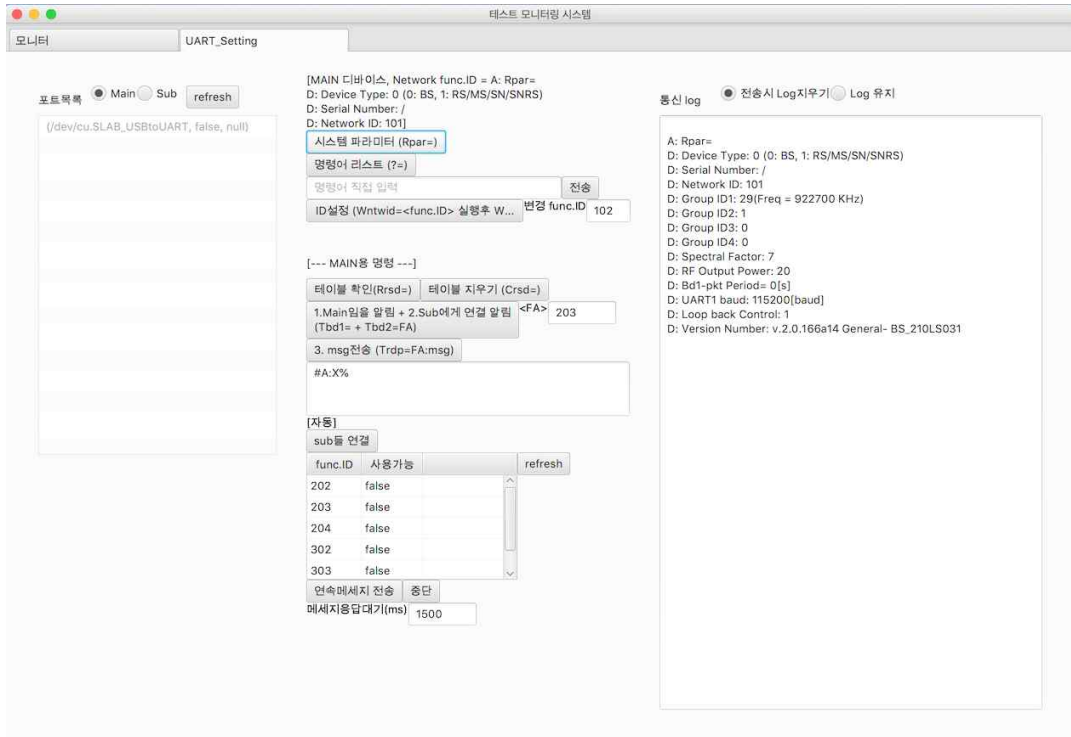 테스트 모니터링 시스템
모니터
UART_Setting
포트목록
Main
Sub
refresh
(/dev/cu.SLAB_USBtoUART, false, null)
[MAIN 디바이스, Network func.ID = A: Rpar=
D: Device Type: 0 (0: BS, 1: RS/MS/SN/SNRS)
D: Serial Number: /
D: Network ID: 101]
시스템 파라미터 (Rpar=)
명령어 리스트 (?=)
명령어 직접 입력
전송
ID설정 (Wntwid=<func.ID> 실행후 W...
변경 func.ID
102
[--- MAIN용 명령 ---]
테이블 확인(Rrsd=)
테이블 지우기 (Crsd=)
1.Main임을 알림 + 2.Sub에게 연결 알림
(Tbd1= + Tbd2=FA)
<FA>
203
3. msg전송 (Trdp=FA:msg)
#A:X%
[자동]
sub들 연결
func.ID 사용가능
refresh
202 false
203 false
204 false
302 false
303 false
연속메세지 전송
중단
메세지응답대기(ms)
1500
통신 log
전송시 Log지우기
Log 유지
A: Rpar=
D: Device Type: 0 (0: BS, 1: RS/MS/SN/SNRS)
D: Serial Number: /
D: Network ID: 101
D: Group ID1: 29(Freq = 922700 KHz)
D: Group ID2: 1
D: Group ID3: 0
D: Group ID4: 0
D: Spectral Factor: 7
D: RF Output Power: 20
D: Bd1-pkt Period= 0[s]
D: UART1 baud: 115200[baud]
D: Loop back Control: 1
D: Version Number: v.2.0.166a14 General- BS_210LS031